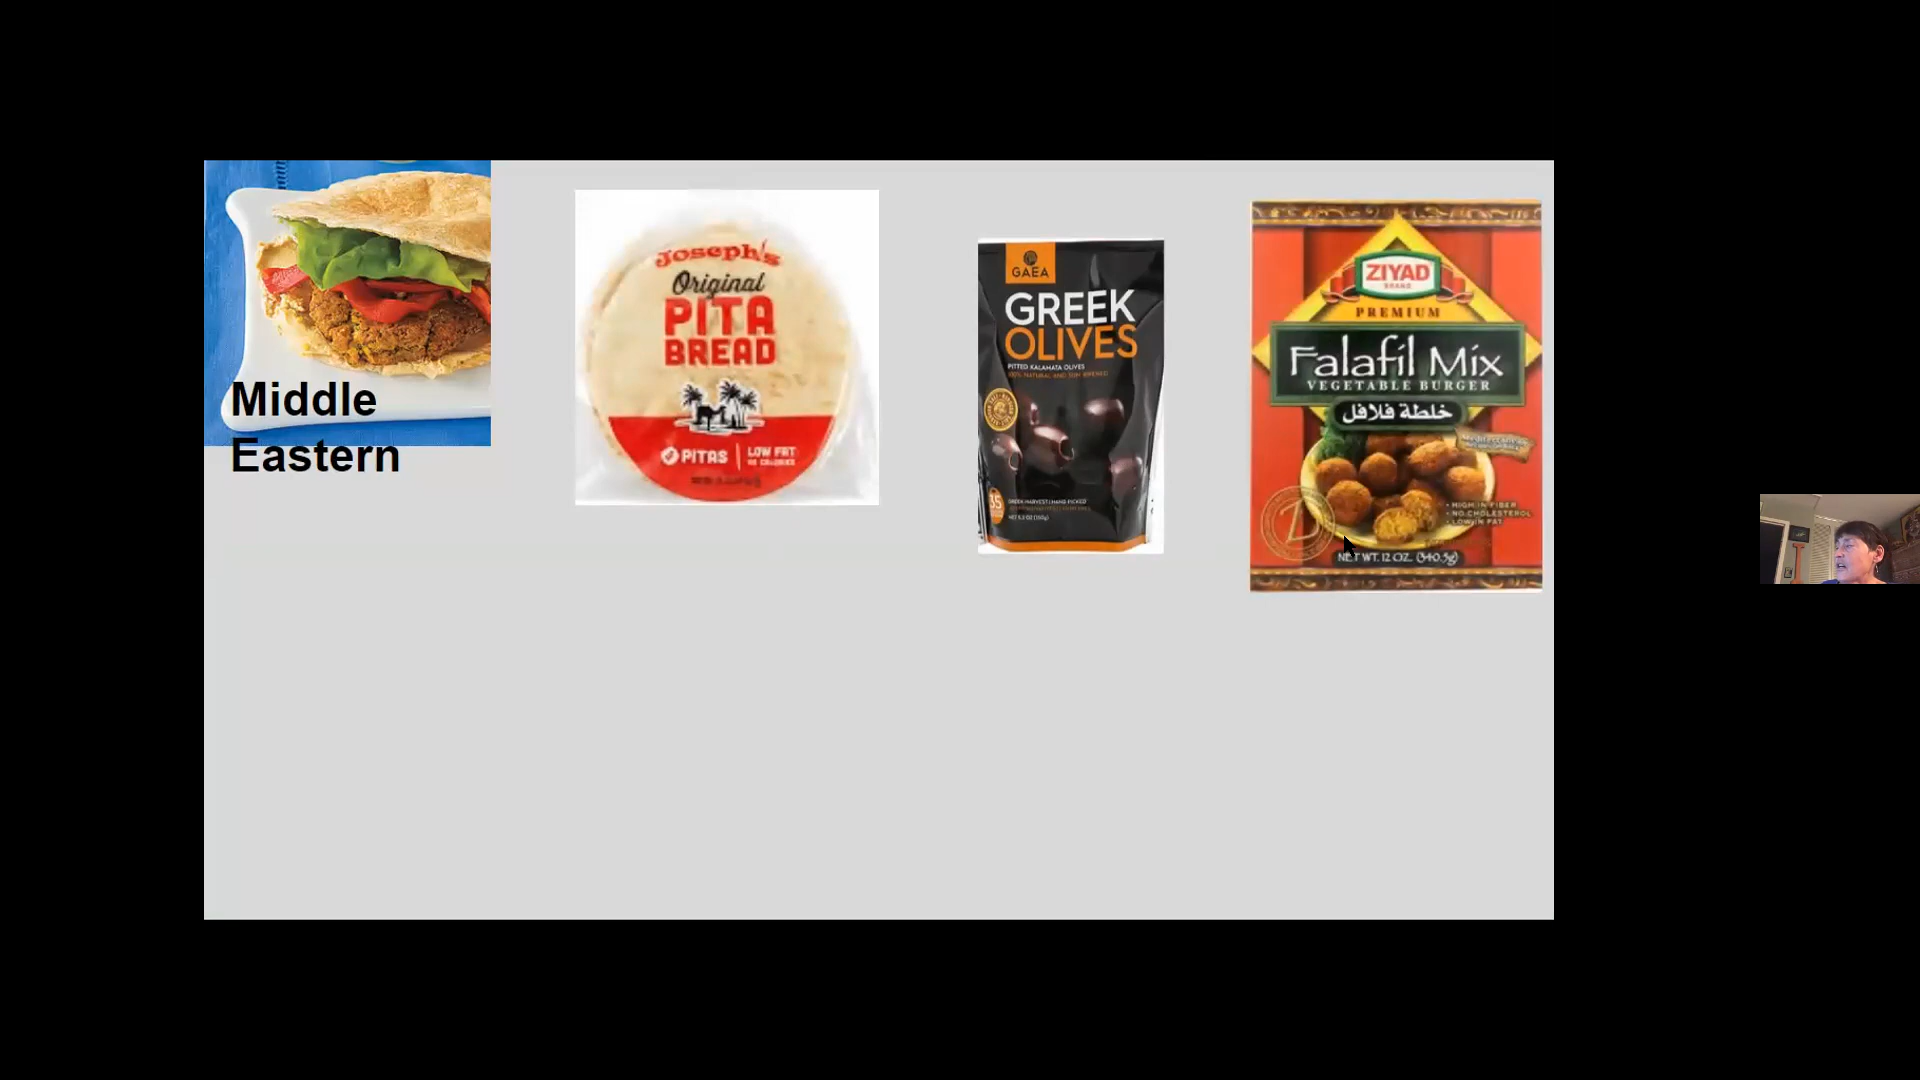 Middle
Eastern
Joseph's
Original
PITA
BREAD
PITAS
LOW FAT
GAEA
GREEK
OLIVES
PITTED KALAMATA OLIVES
100% NATURAL AND SUN RIPENED
35
GREEK HARVEST | HAND PICKED
ZIYAD
BRAND
PREMIUM
Falafil Mix
VEGETABLE BURGER
خلطة فلافل
• HIGH IN FIBER
• NO CHOLESTEROL
• LOW IN FAT
NET WT. 12 OZ. (340.5g)